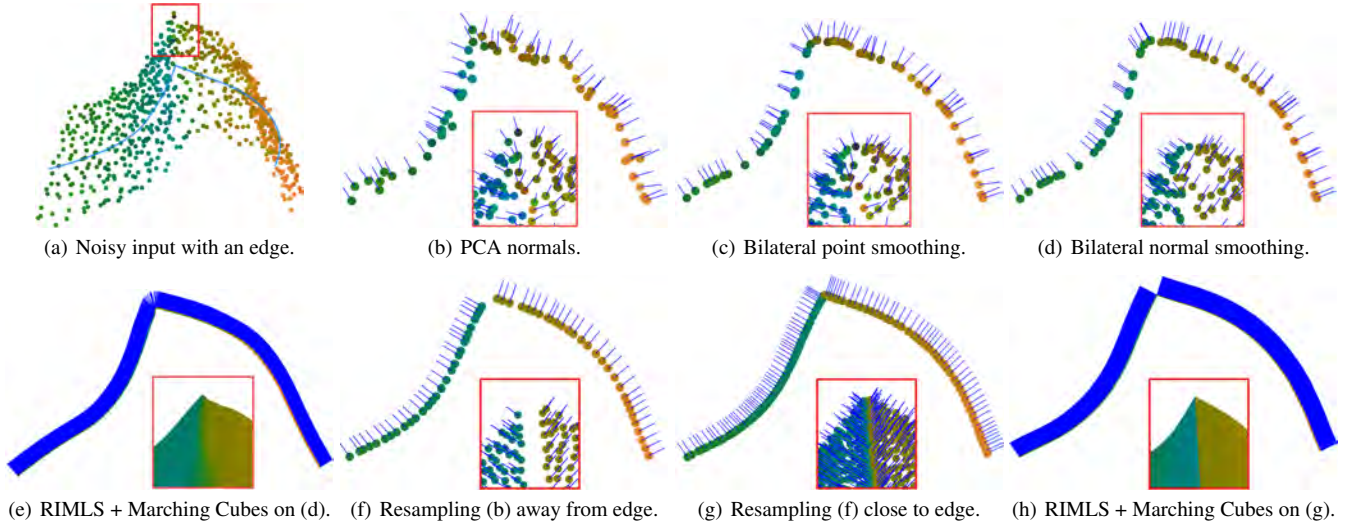 (a) Noisy input with an edge.
(b) PCA normals.
(c) Bilateral point smoothing.
(d) Bilateral normal smoothing.
(e) RIMLS + Marching Cubes on (d).
(f) Resampling (b) away from edge.
(g) Resampling (f) close to edge.
(h) RIMLS + Marching Cubes on (g).